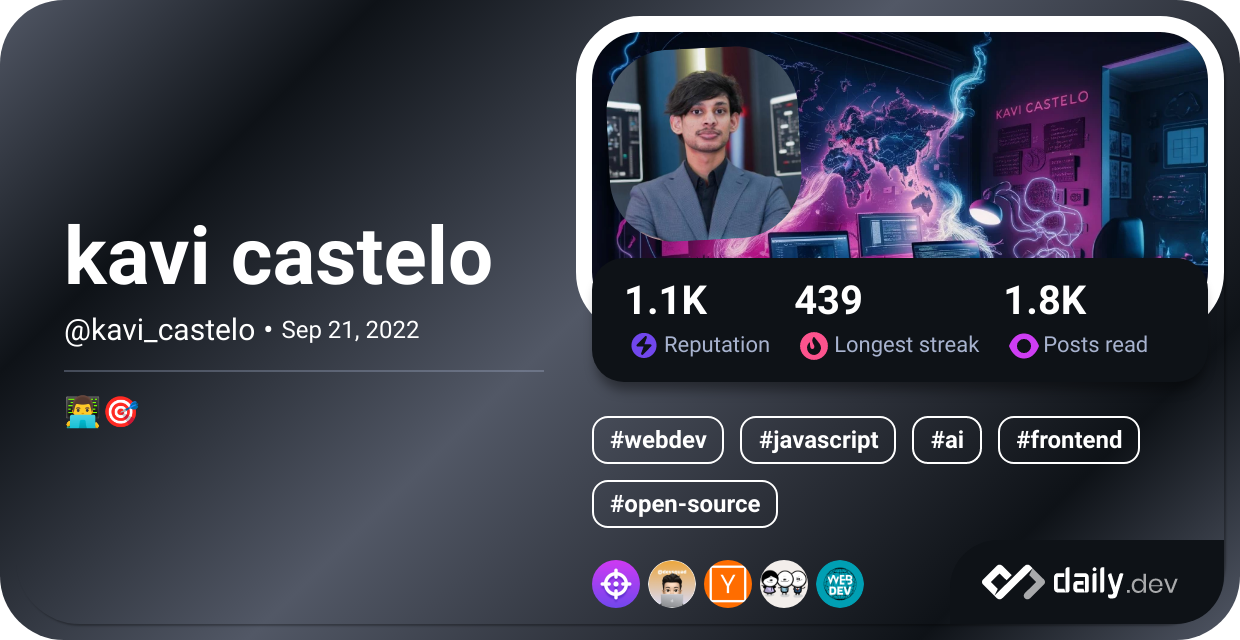 kavi castelo
@kavi_castelo • Sep 21, 2022
KAVI CASTELO
1.1K
Reputation
439
Longest streak
1.8K
Posts read
#webdev
#javascript
#ai
#frontend
#open-source
Y
WEB
DEV
daily.dev